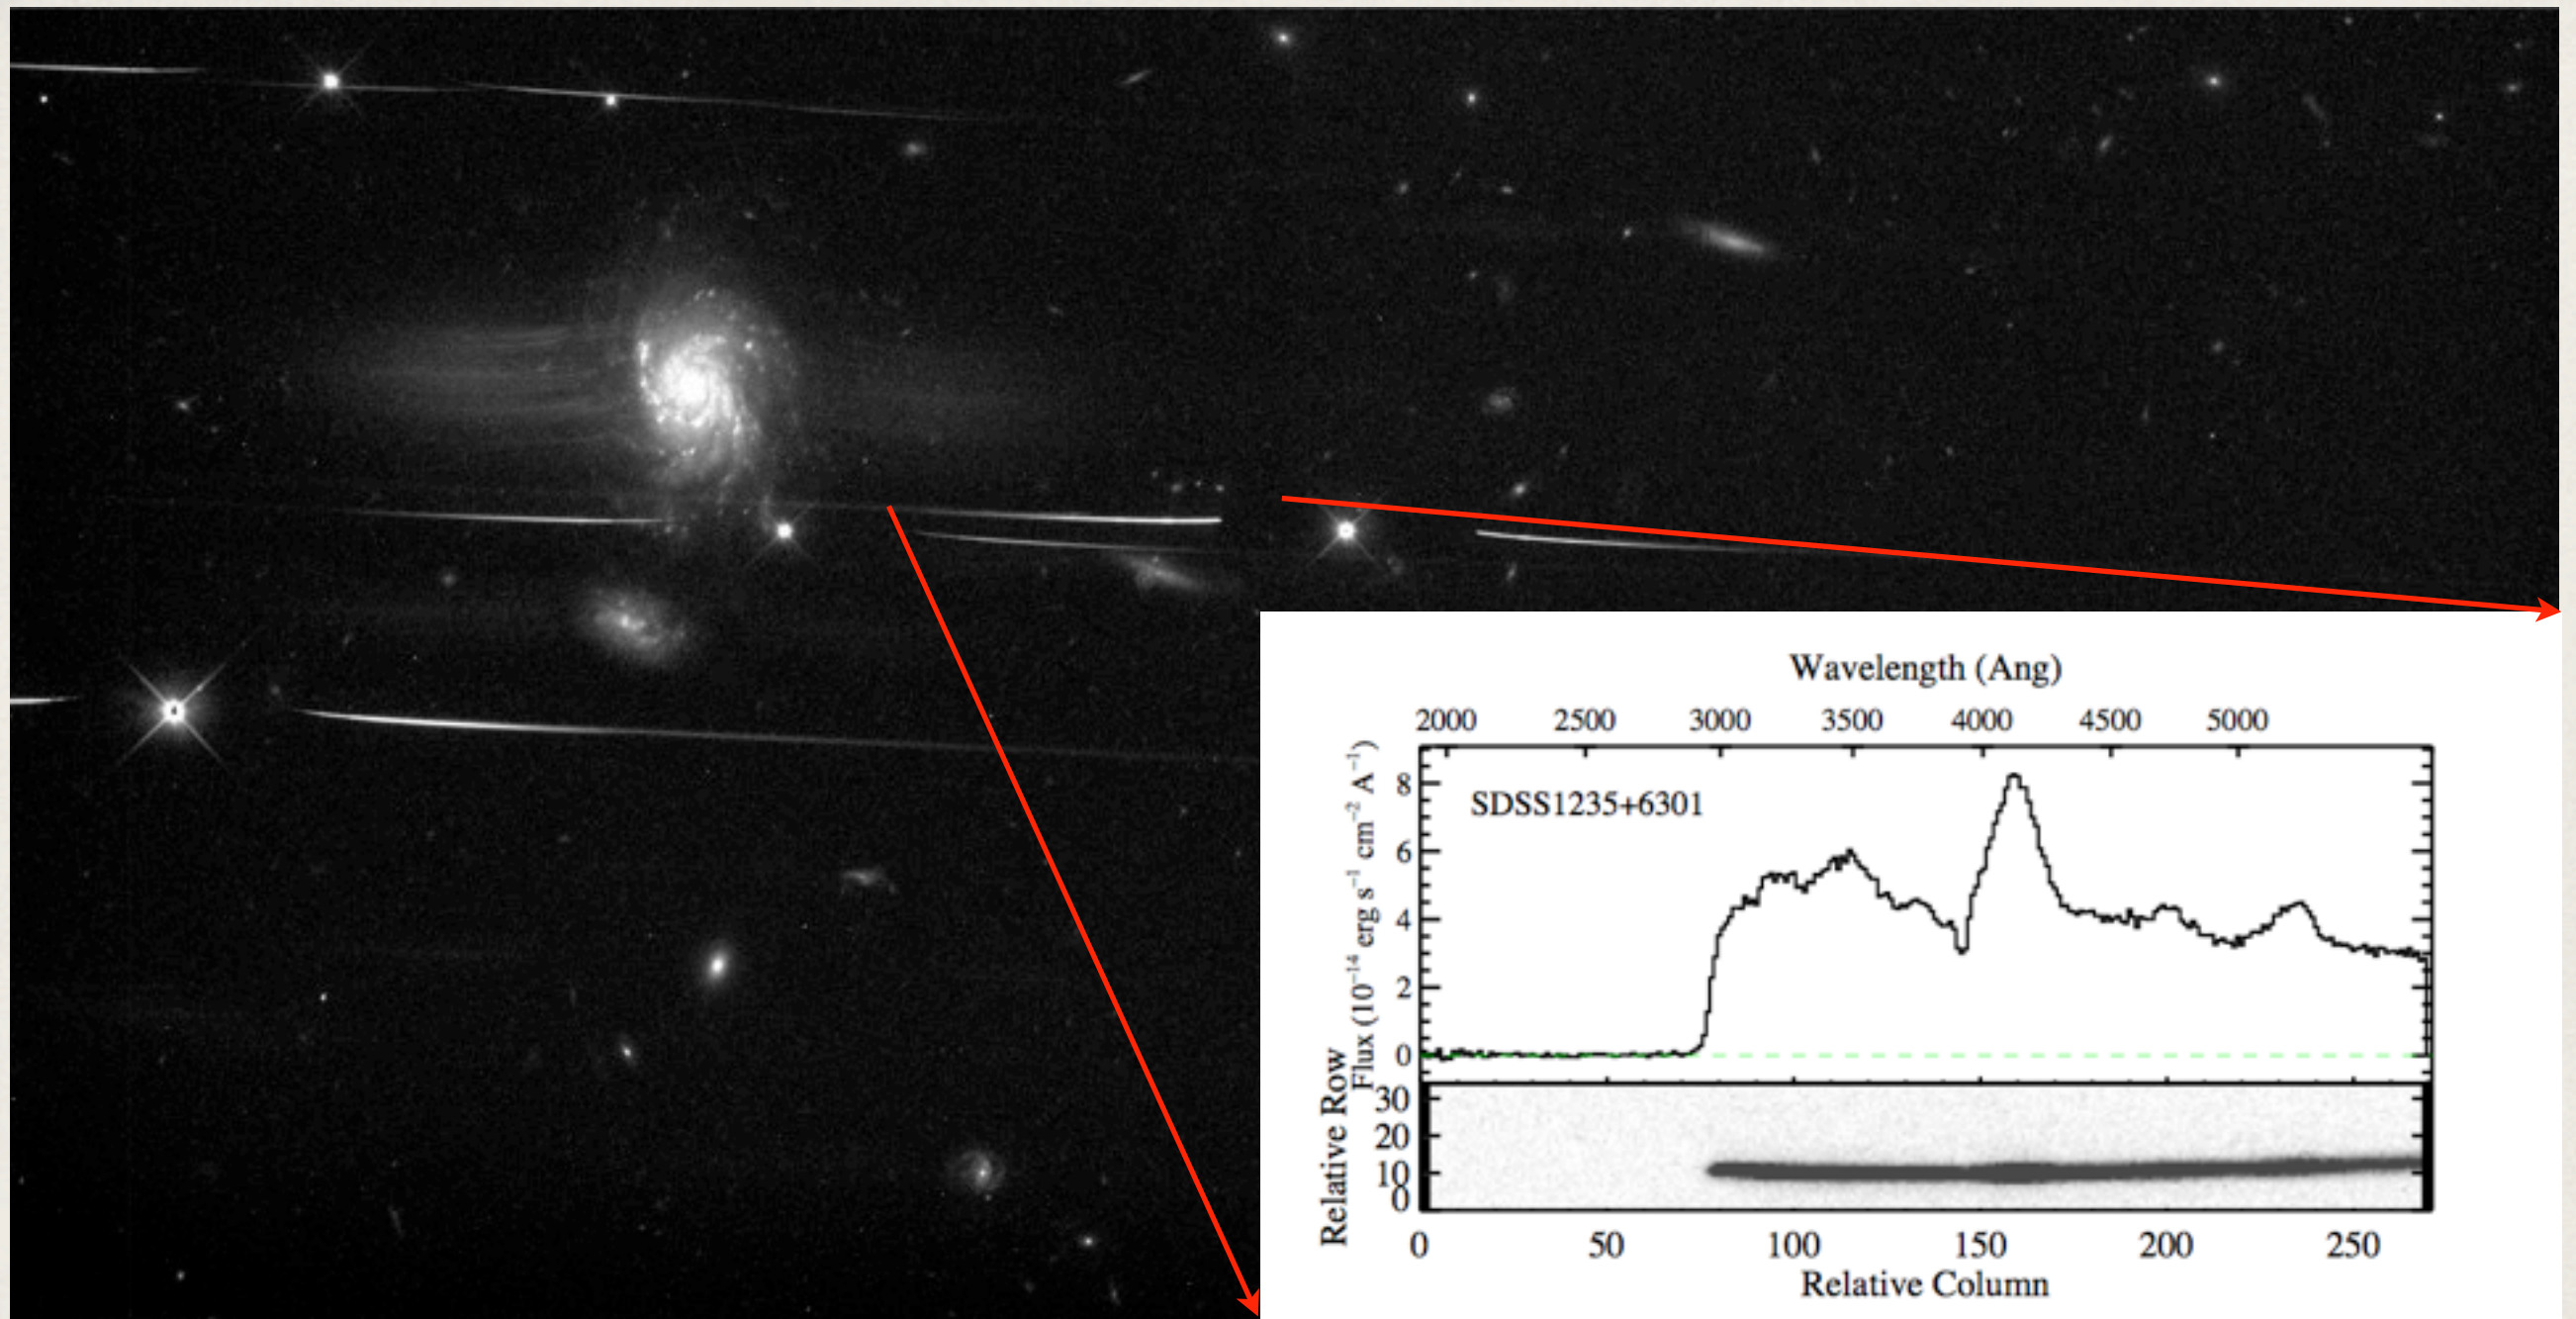 Wavelength (Ang)
2000 2500 3000 3500 4000 4500 5000
Flux (10⁻¹⁴ erg s⁻¹ cm⁻² A⁻¹)
8
SDSS1235+6301
6
4
2
0
Relative Row
30
20
10
0
0 50 100 150 200 250
Relative Column